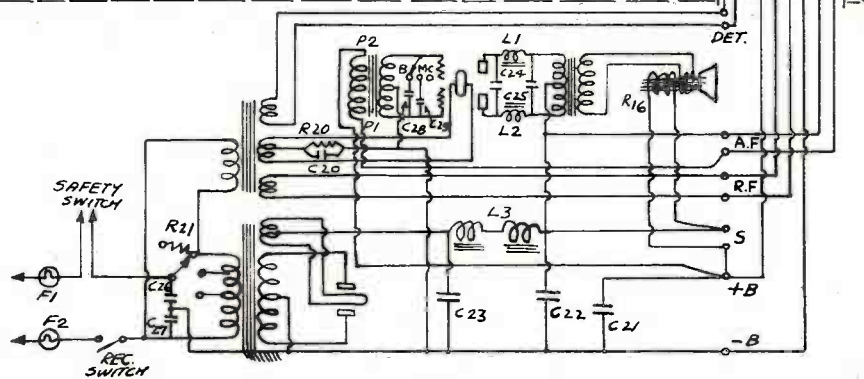 DET.
P2
L1
B
MC
C24
C25
R16
P1
C28
C29
L2
R20
C20
A.F
R.F
SAFETY
SWITCH
R21
L3
S
F1
C26
+B
C23
C22
C21
F2
C27
-B
REC.
SWITCH